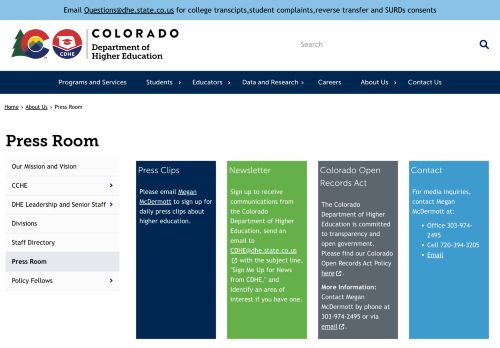 Email Questions@dhe.state.co.us for college transcipts,student complaints,reverse transfer and SURDs consents
CDHE
COLORADO
Department of
Higher Education
Search
Programs and Services
Students
Educators
Data and Research
Careers
About Us
Contact Us
Home > About Us > Press Room
Press Room
Our Mission and Vision
CCHE
DHE Leadership and Senior Staff
Divisions
Staff Directory
Press Room
Policy Fellows
Press Clips
Please email Megan
McDermott to sign up for
daily press clips about
higher education.
Newsletter
Sign up to receive
communications from
the Colorado
Department of Higher
Education, send an
email to
CDHE@dhe.state.co.us
with the subject line,
"Sign Me Up for News
from CDHE," and
identify an area of
interest if you have one.
Colorado Open
Records Act
The Colorado
Department of Higher
Education is committed
to transparency and
open government.
Please find our Colorado
Open Records Act Policy
here.
More Information:
Contact Megan
McDermott by phone at
303-974-2495 or via
email.
Contact
For media inquiries,
contact Megan
McDermott at:
• Office 303-974-
2495
• Cell 720-394-3205
• Email